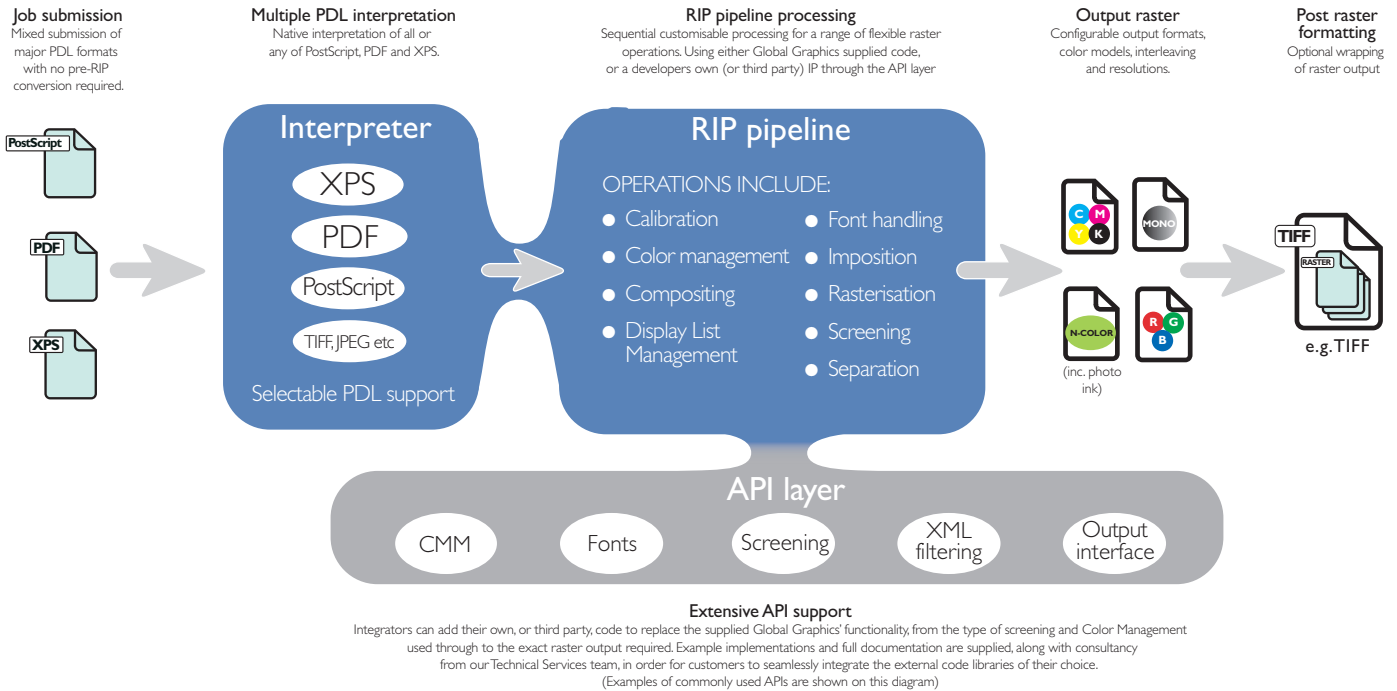 Job submission
Mixed submission of
major PDL formats
with no pre-RIP
conversion required.
Multiple PDL interpretation
Native interpretation of all or
any of PostScript, PDF and XPS.
RIP pipeline processing
Sequential customisable processing for a range of flexible raster
operations. Using either Global Graphics supplied code,
or a developers own (or third party) IP through the API layer
Output raster
Configurable output formats,
color models, interleaving
and resolutions.
Post raster
formatting
Optional wrapping
of raster output
PostScript
PDF
XPS
Interpreter
XPS
PDF
PostScript
TIFF, JPEG etc
Selectable PDL support
RIP pipeline
OPERATIONS INCLUDE:
● Calibration
● Color management
● Compositing
● Display List
Management
● Font handling
● Imposition
● Rasterisation
● Screening
● Separation
C M
Y K
MONO
N-COLOR
(inc. photo
ink)
R G
B
TIFF
RASTER
e.g. TIFF
API layer
CMM
Fonts
Screening
XML
filtering
Output
interface
Extensive API support
Integrators can add their own, or third party, code to replace the supplied Global Graphics' functionality, from the type of screening and Color Management
used through to the exact raster output required. Example implementations and full documentation are supplied, along with consultancy
from our Technical Services team, in order for customers to seamlessly integrate the external code libraries of their choice.
(Examples of commonly used APIs are shown on this diagram)